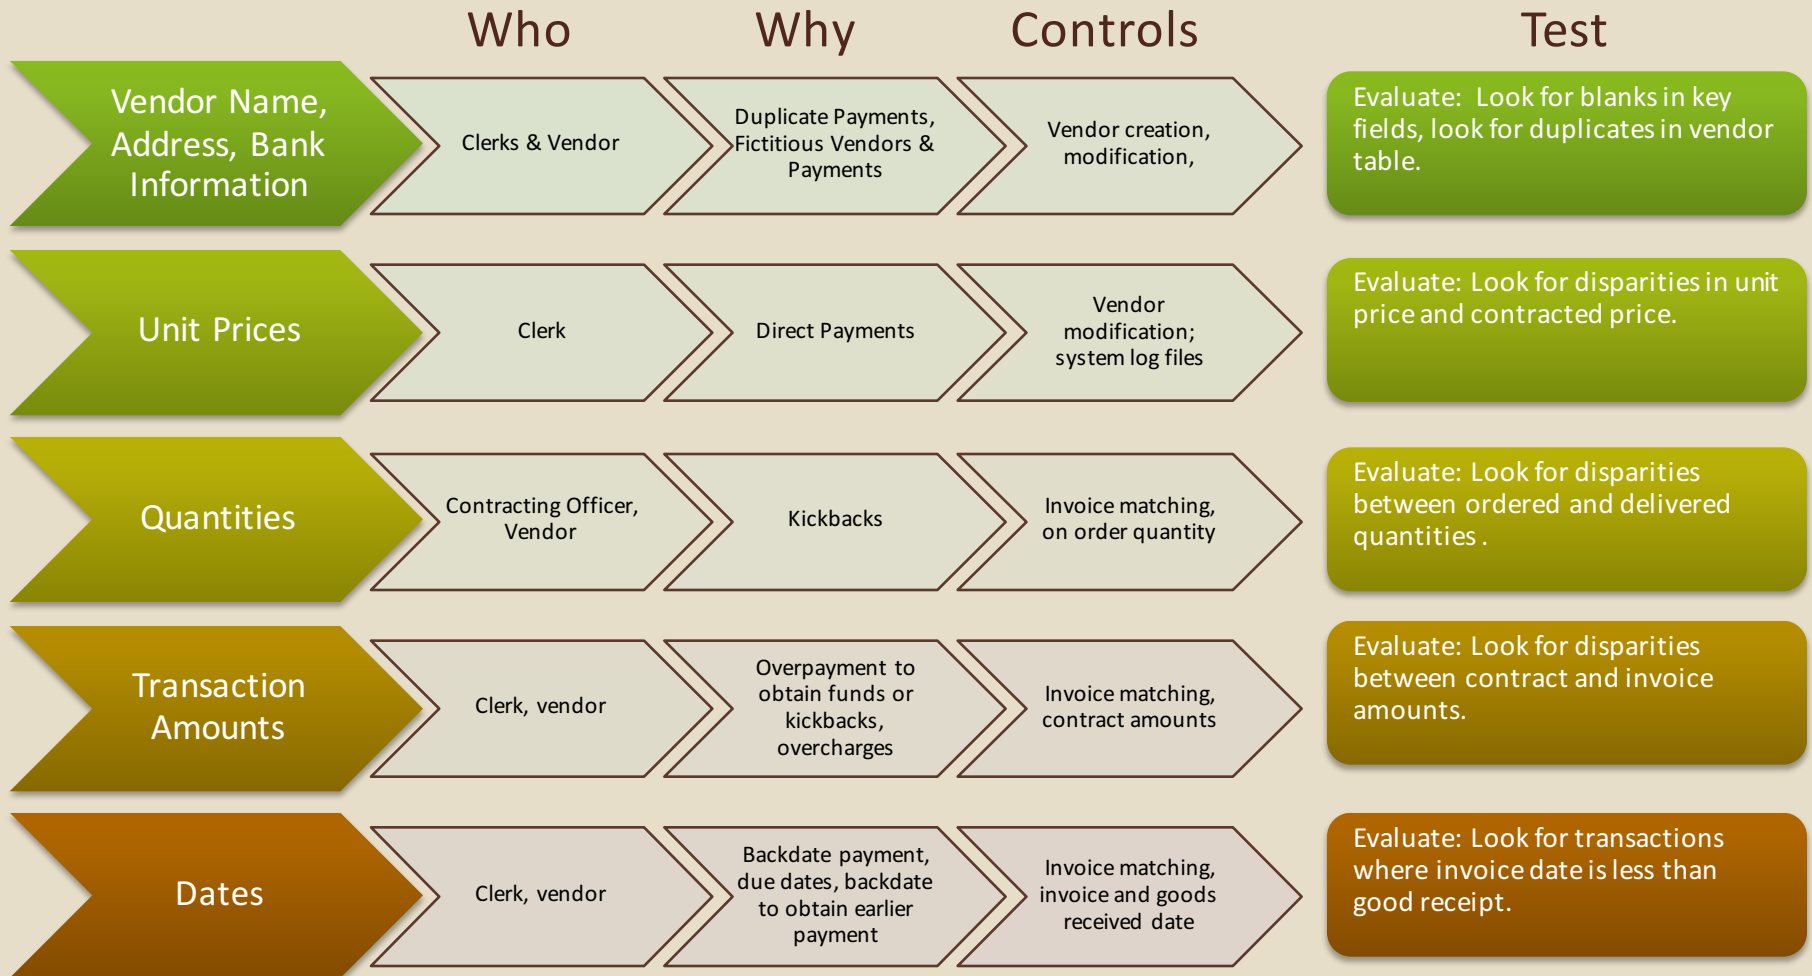 Who
Why
Controls
Test
Vendor Name,
Address, Bank
Information
Clerks & Vendor
Duplicate Payments,
Fictitious Vendors &
Payments
Vendor creation,
modification,
Evaluate:  Look for blanks in key
fields, look for duplicates in vendor
table.
Unit Prices
Clerk
Direct Payments
Vendor
modification;
system log files
Evaluate: Look for disparities in unit
price and contracted price.
Quantities
Contracting Officer,
Vendor
Kickbacks
Invoice matching,
on order quantity
Evaluate: Look for disparities
between ordered and delivered
quantities .
Transaction
Amounts
Clerk, vendor
Overpayment to
obtain funds or
kickbacks,
overcharges
Invoice matching,
contract amounts
Evaluate: Look for disparities
between contract and invoice
amounts.
Dates
Clerk, vendor
Backdate payment,
due dates, backdate
to obtain earlier
payment
Invoice matching,
invoice and goods
received date
Evaluate: Look for transactions
where invoice date is less than
good receipt.